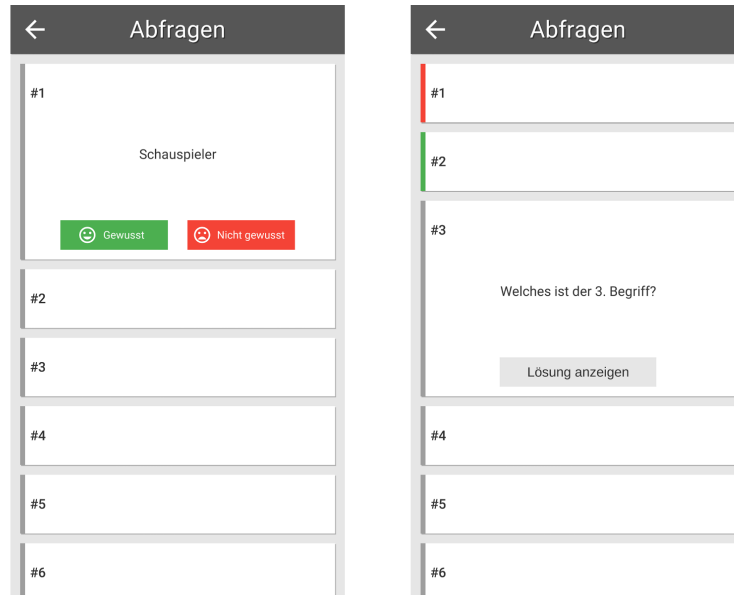 Abfragen
#1
Schauspieler
Gewusst
Nicht gewusst
#2
#3
#4
#5
#6
Abfragen
#1
#2
#3
Welches ist der 3. Begriff?
Lösung anzeigen
#4
#5
#6